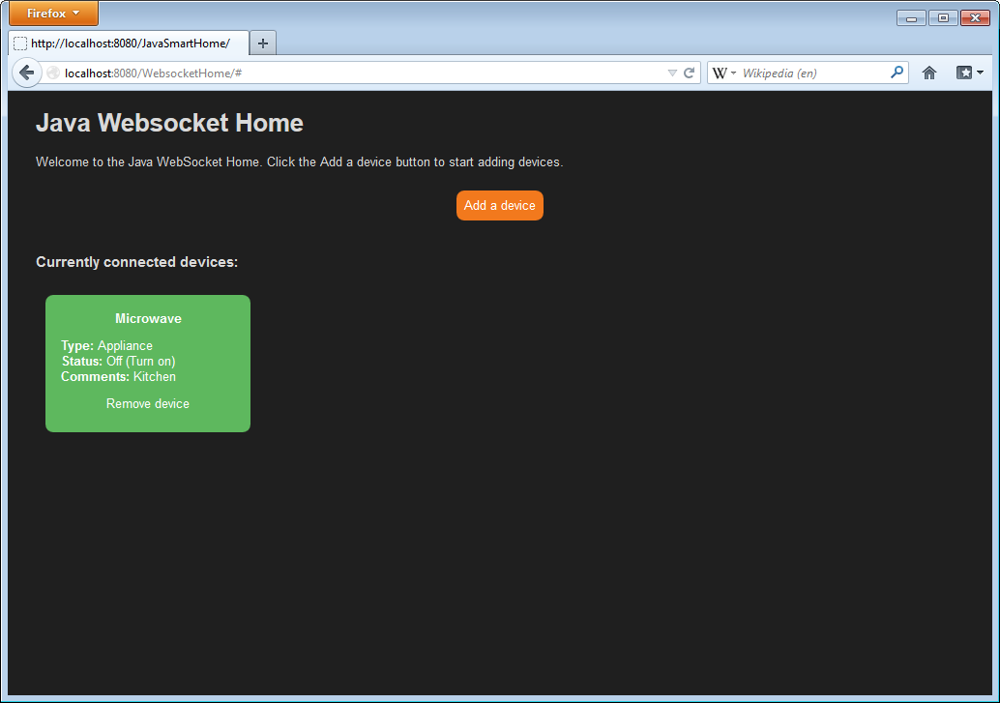 Firefox
http://localhost:8080/JavaSmartHome/
localhost:8080/WebsocketHome/#
W Wikipedia (en)
Java Websocket Home
Welcome to the Java WebSocket Home. Click the Add a device button to start adding devices.
Add a device
Currently connected devices:
Microwave
Type: Appliance
Status: Off (Turn on)
Comments: Kitchen
Remove device